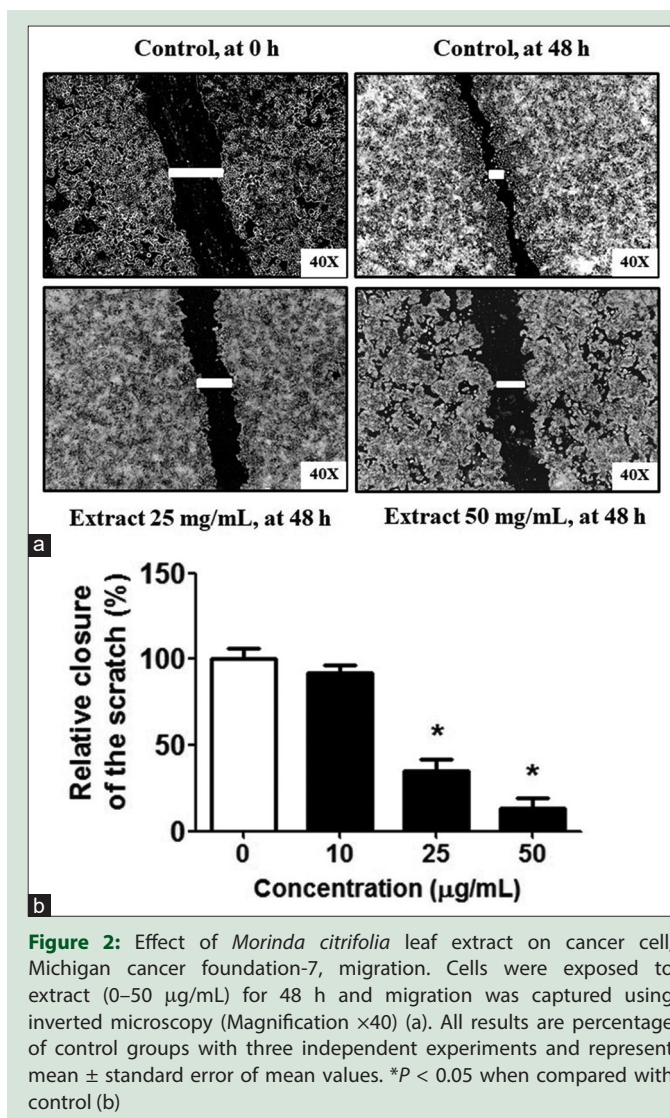 Control, at 0 h
Control, at 48 h
40X
40X
40X
40X
Extract 25 mg/mL, at 48 h
Extract 50 mg/mL, at 48 h
a
Relative closure
of the scratch (%)
150
100
50
0
*
*
0 10 25 50
Concentration (μg/mL)
b
Figure 2: Effect of Morinda citrifolia leaf extract on cancer cell,
Michigan cancer foundation-7, migration. Cells were exposed to
extract (0–50 μg/mL) for 48 h and migration was captured using
inverted microscopy (Magnification ×40) (a). All results are percentage
of control groups with three independent experiments and represent
mean ± standard error of mean values. *P < 0.05 when compared with
control (b)